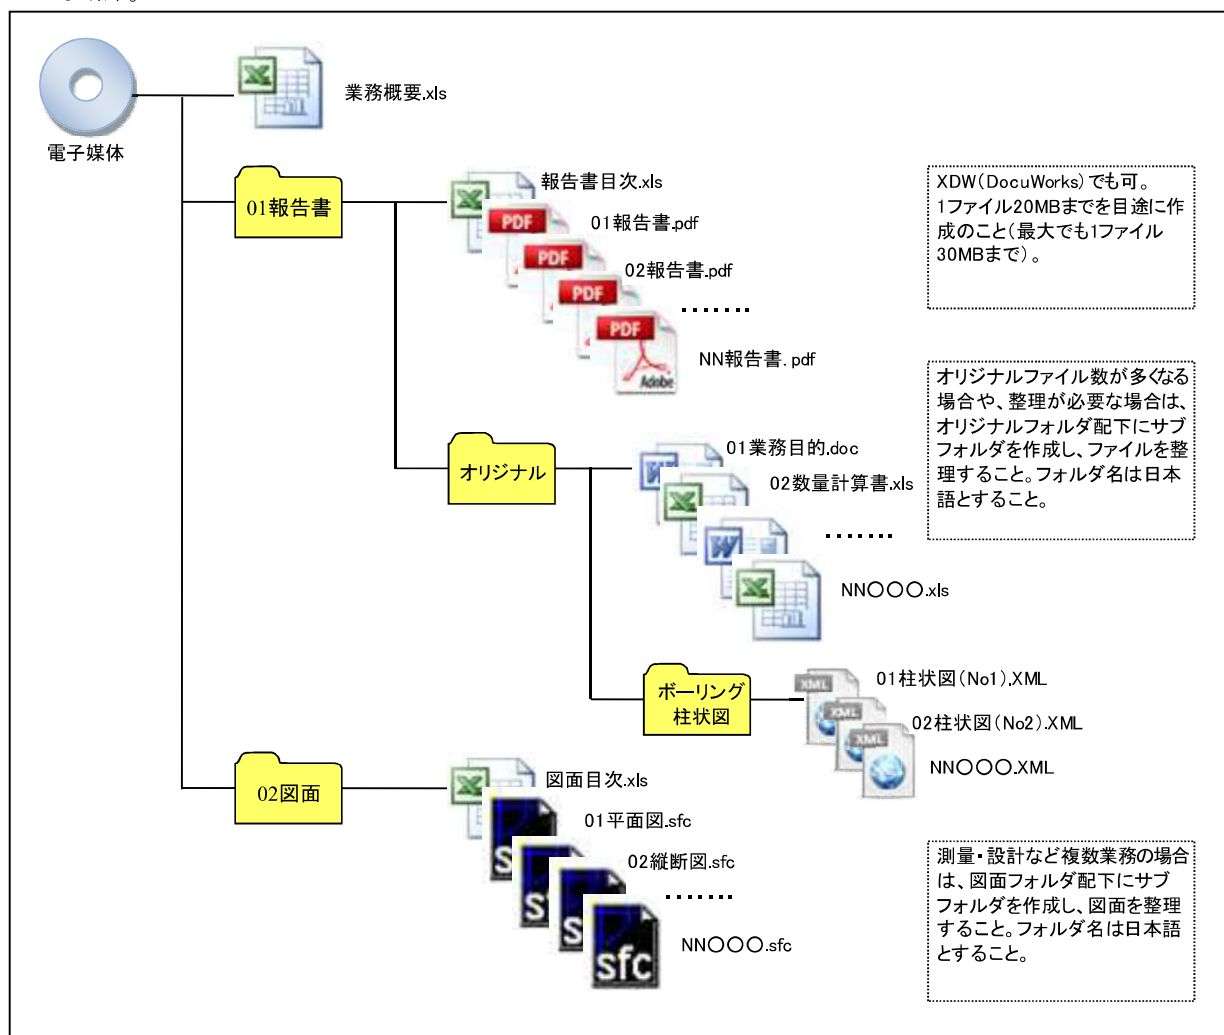 電子媒体
業務概要.xls
01報告書
報告書目次.xls
PDF
01報告書.pdf
PDF
02報告書.pdf
PDF
・・・・・・・
PDF
Adobe
NN報告書.pdf
XDW(DocuWorks)でも可。
1ファイル20MBまでを目途に作
成のこと(最大でも1ファイル
30MBまで)。
オリジナル
01業務目的.doc
02数量計算書.xls
・・・・・・・
NN〇〇〇.xls
オリジナルファイル数が多くなる
場合や、整理が必要な場合は、
オリジナルフォルダ配下にサブ
フォルダを作成し、ファイルを整
理すること。フォルダ名は日本
語とすること。
ボーリング
柱状図
XML
01柱状図(No1).XML
XML
02柱状図(No2).XML
XML
NN〇〇〇.XML
02図面
図面目次.xls
01平面図.sfc
02縦断図.sfc
・・・・・・・
sfc
NN〇〇〇.sfc
測量・設計など複数業務の場合
は、図面フォルダ配下にサブ
フォルダを作成し、図面を整理
すること。フォルダ名は日本語
とすること。